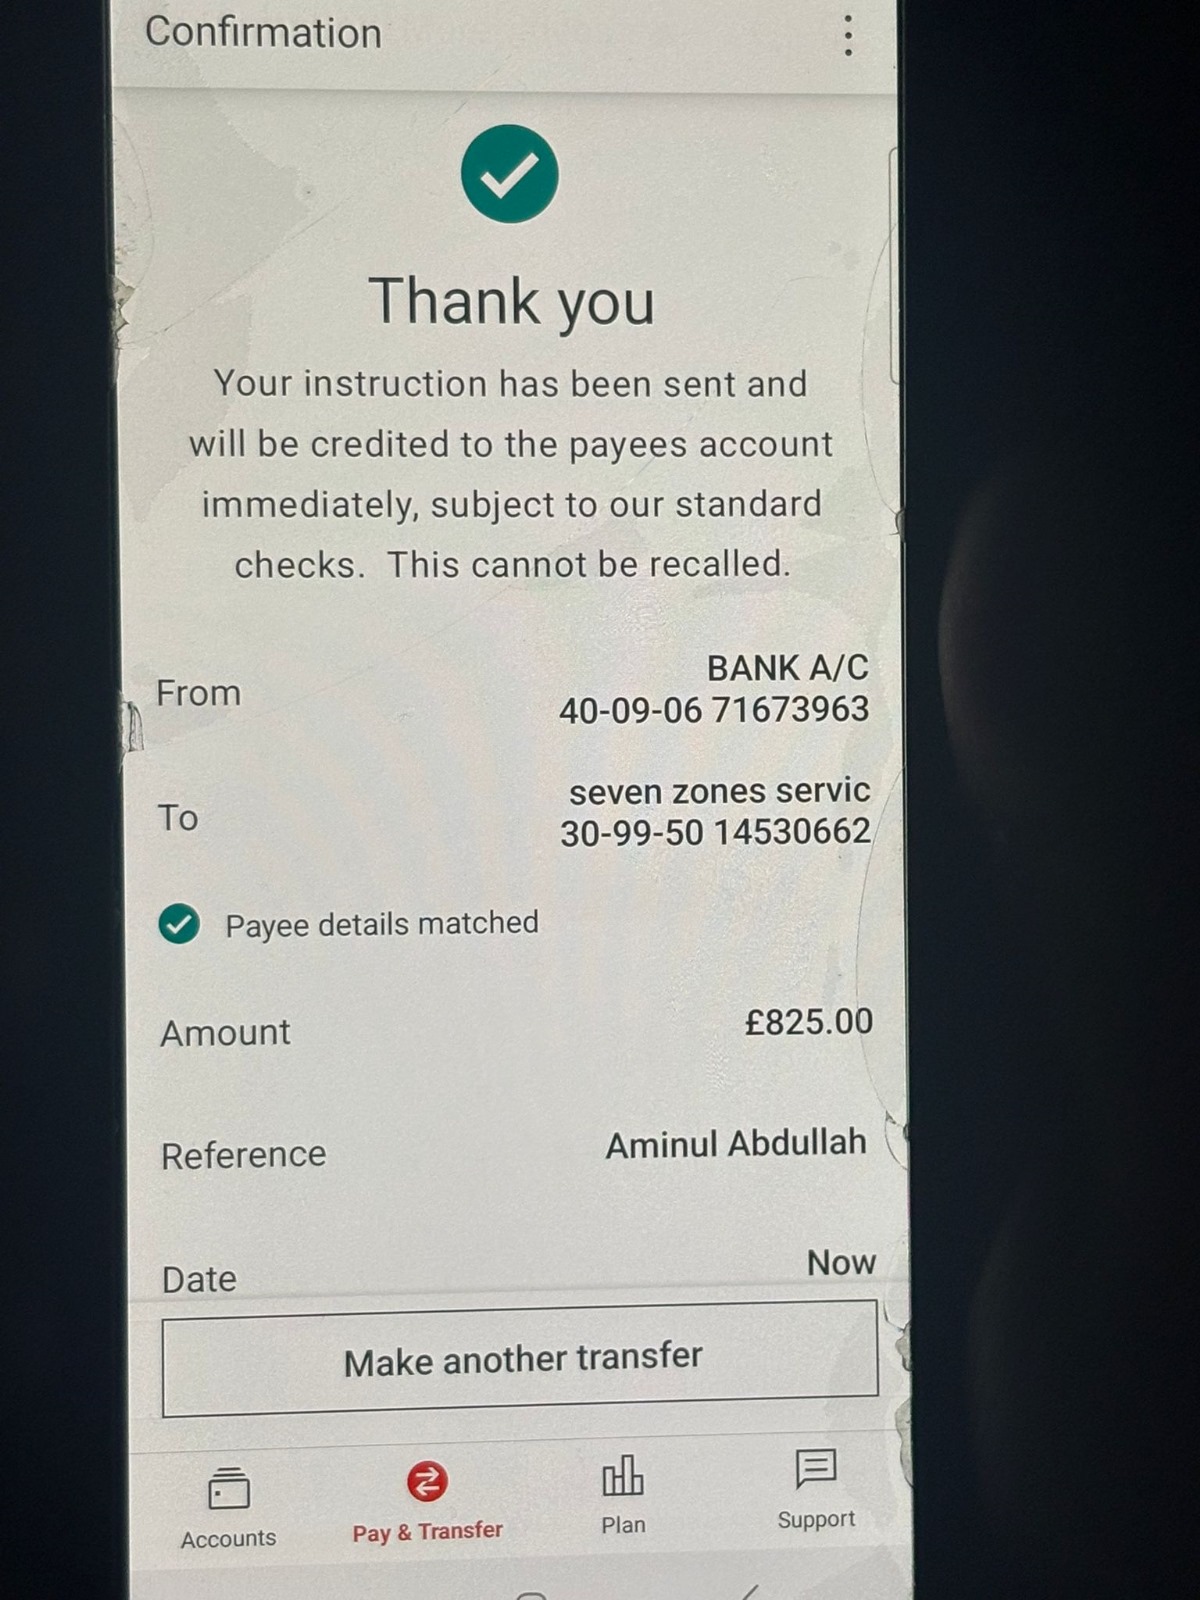 Confirmation
Thank you
Your instruction has been sent and
will be credited to the payees account
immediately, subject to our standard
checks. This cannot be recalled.
From
BANK A/C
40-09-06 71673963
To
seven zones servic
30-99-50 14530662
Payee details matched
Amount
£825.00
Reference
Aminul Abdullah
Date
Now
Make another transfer
Accounts
Pay & Transfer
Plan
Support